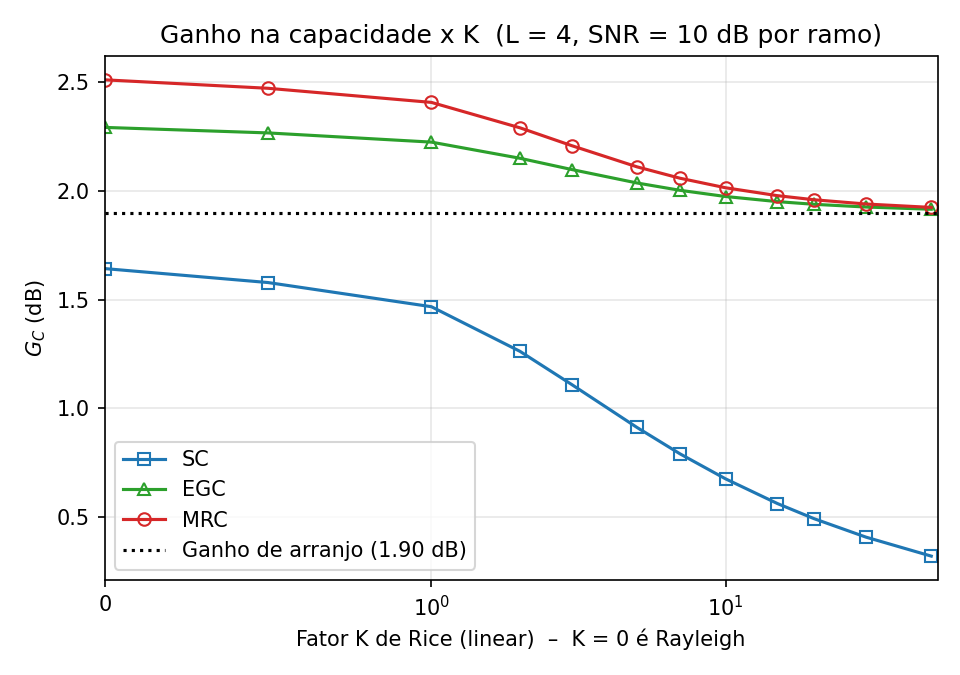 Ganho na capacidade x K  (L = 4, SNR = 10 dB por ramo)
2.5
2.0
1.5
1.0
0.5
G_C (dB)
SC
EGC
MRC
Ganho de arranjo (1.90 dB)
0
10^0
10^1
Fator K de Rice (linear)  –  K = 0 é Rayleigh